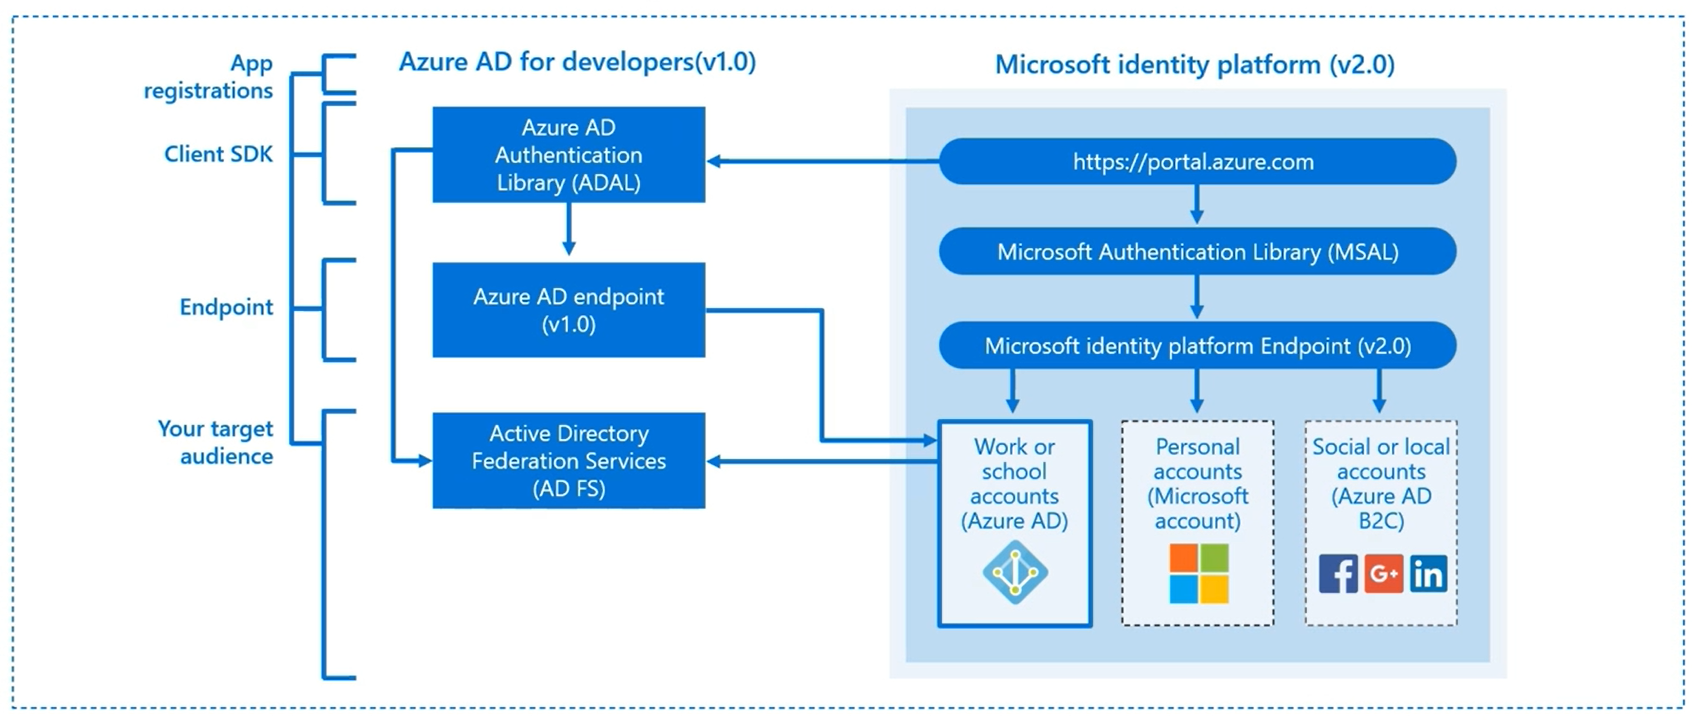 App
registrations
Client SDK
Endpoint
Your target
audience
Azure AD for developers(v1.0)
Azure AD
Authentication
Library (ADAL)
Azure AD endpoint
(v1.0)
Active Directory
Federation Services
(AD FS)
Microsoft identity platform (v2.0)
https://portal.azure.com
Microsoft Authentication Library (MSAL)
Microsoft identity platform Endpoint (v2.0)
Work or
school
accounts
(Azure AD)
Personal
accounts
(Microsoft
account)
Social or local
accounts
(Azure AD
B2C)
f
G+
in